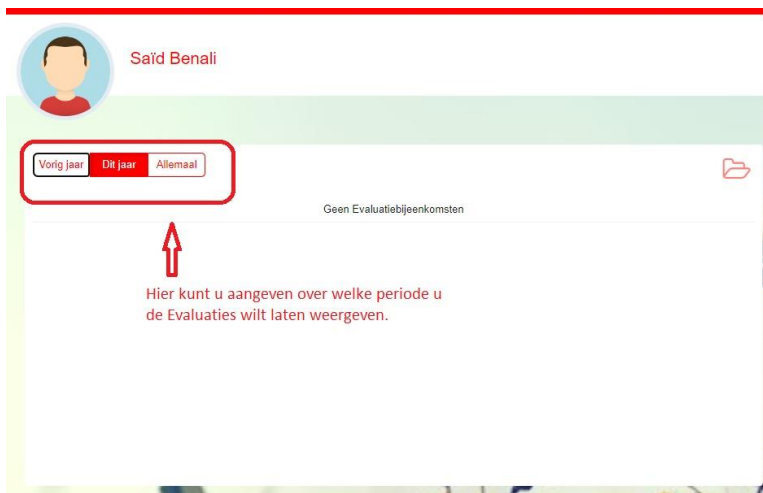 Saïd Benali
Vorig jaar Dit jaar Allemaal
Geen Evaluatiebijeenkomsten
Hier kunt u aangeven over welke periode u
de Evaluaties wilt laten weergeven.